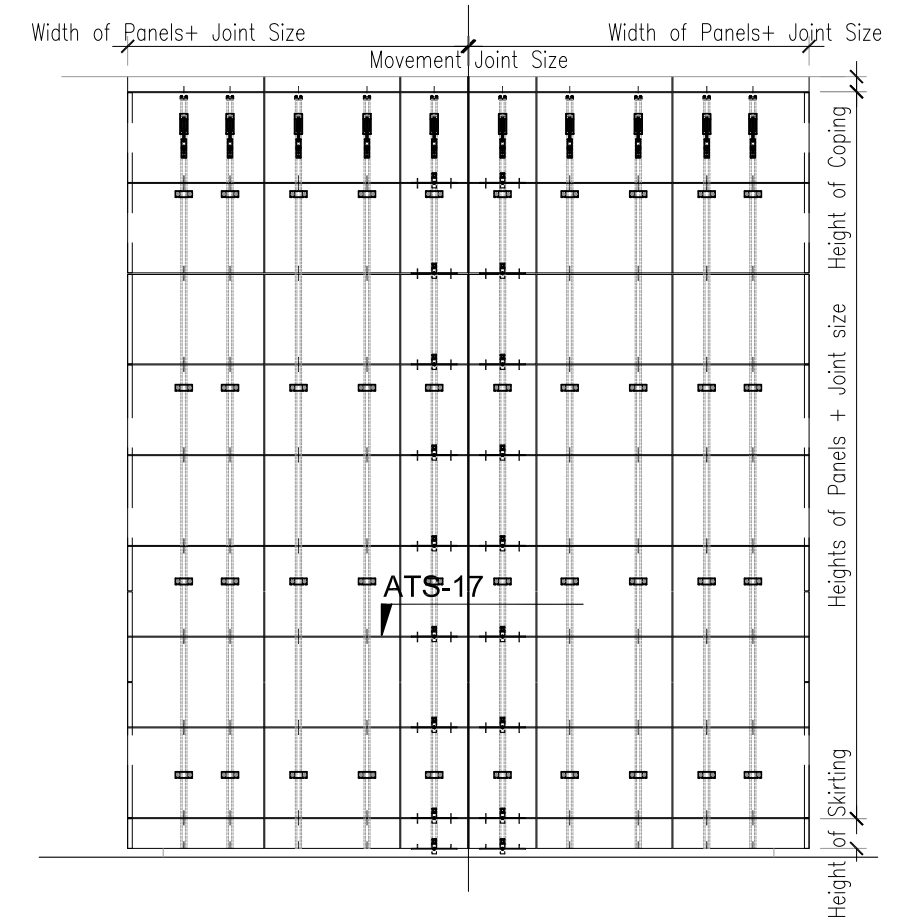 Width of Panels+ Joint Size
Width of Panels+ Joint Size
Movement Joint Size
Height of Coping
Heights of Panels + Joint size
ATS-17
Height of Skirting